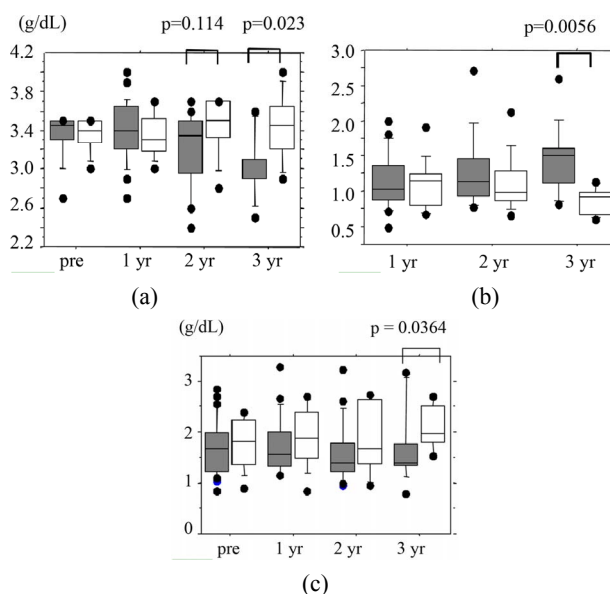 (g/dL)
p=0.114 p=0.023
4.2
3.8
3.4
3.0
2.6
2.2
pre 1 yr 2 yr 3 yr
(a)
p=0.0056
3.0
2.5
2.0
1.5
1.0
0.5
1 yr 2 yr 3 yr
(b)
(g/dL)
p = 0.0364
3
2
1
0
pre 1 yr 2 yr 3 yr
(c)